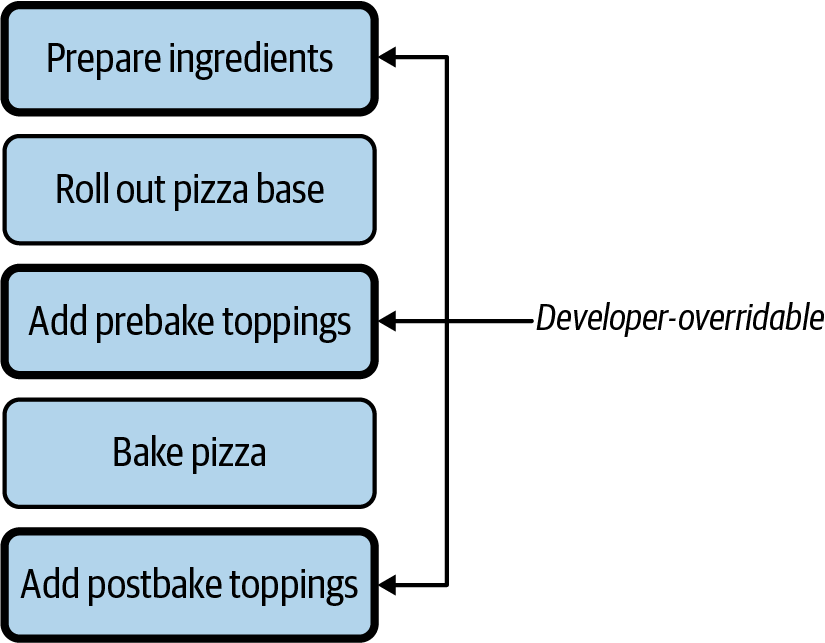 Prepare ingredients
Roll out pizza base
Add prebake toppings
Developer-overridable
Bake pizza
Add postbake toppings